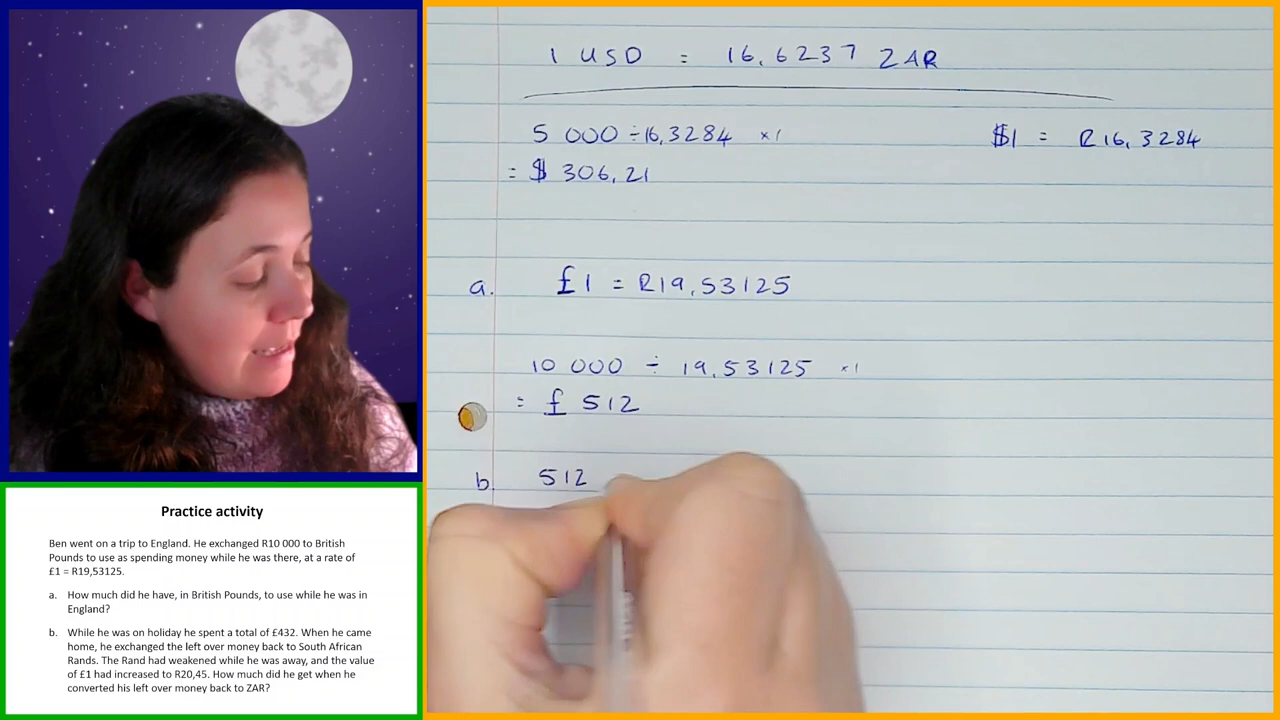 1 USD = 16,6237 ZAR
5 000 ÷ 16,3284 ×1
$1 = R16,3284
= $ 306,21
a. £1 = R19,53125
10 000 ÷ 19,53125 ×1
= £ 512
b. 512
Practice activity
Ben went on a trip to England. He exchanged R10 000 to British
Pounds to use as spending money while he was there, at a rate of
£1 = R19,53125.
a. How much did he have, in British Pounds, to use while he was in
England?
b. While he was on holiday he spent a total of £432. When he came
home, he exchanged the left over money back to South African
Rands. The Rand had weakened while he was away, and the value
of £1 had increased to R20,45. How much did he get when he
converted his left over money back to ZAR?